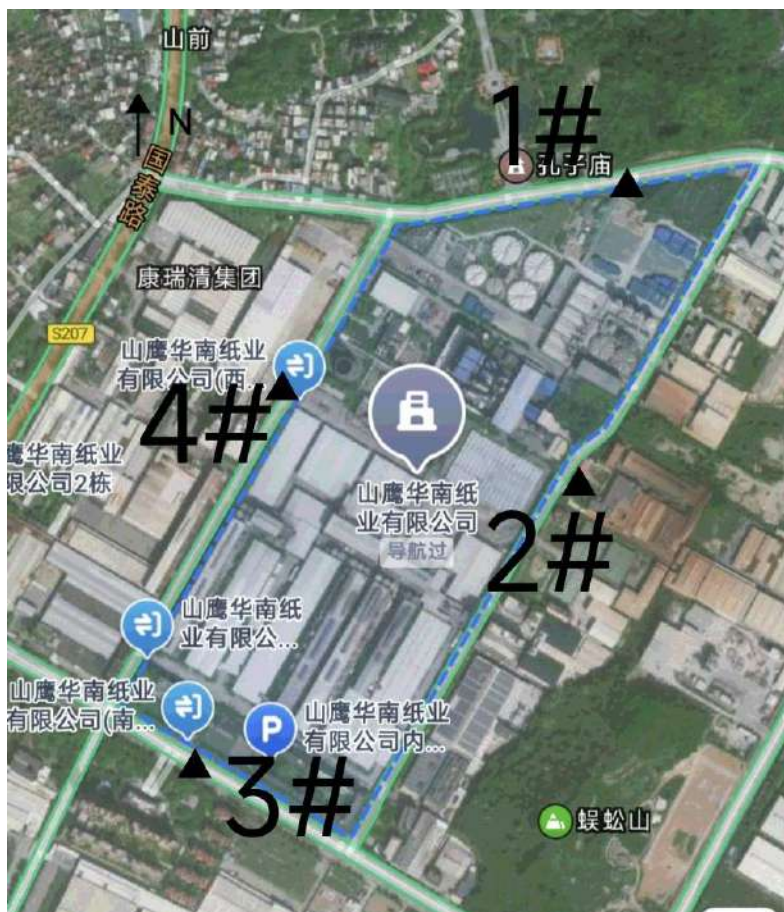 山前
N
国泰路
1#
孔子庙
康瑞清集团
S207
山鹰华南纸业
有限公司(西...
4#
鹰华南纸业
限公司2栋
山鹰华南纸
业有限公司
导航过
2#
山鹰华南纸
业有限公...
山鹰华南纸业
有限公司(南...
P
山鹰华南纸业
有限公司内...
3#
蜈蚣山